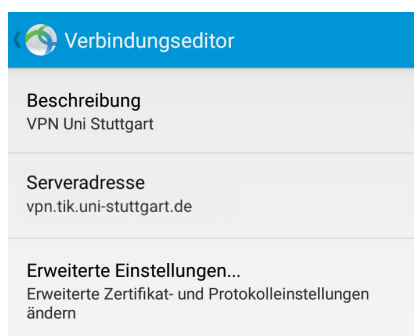 Verbindungseditor
Beschreibung
VPN Uni Stuttgart
Serveradresse
vpn.tik.uni-stuttgart.de
Erweiterte Einstellungen...
Erweiterte Zertifikat- und Protokolleinstellungen
ändern